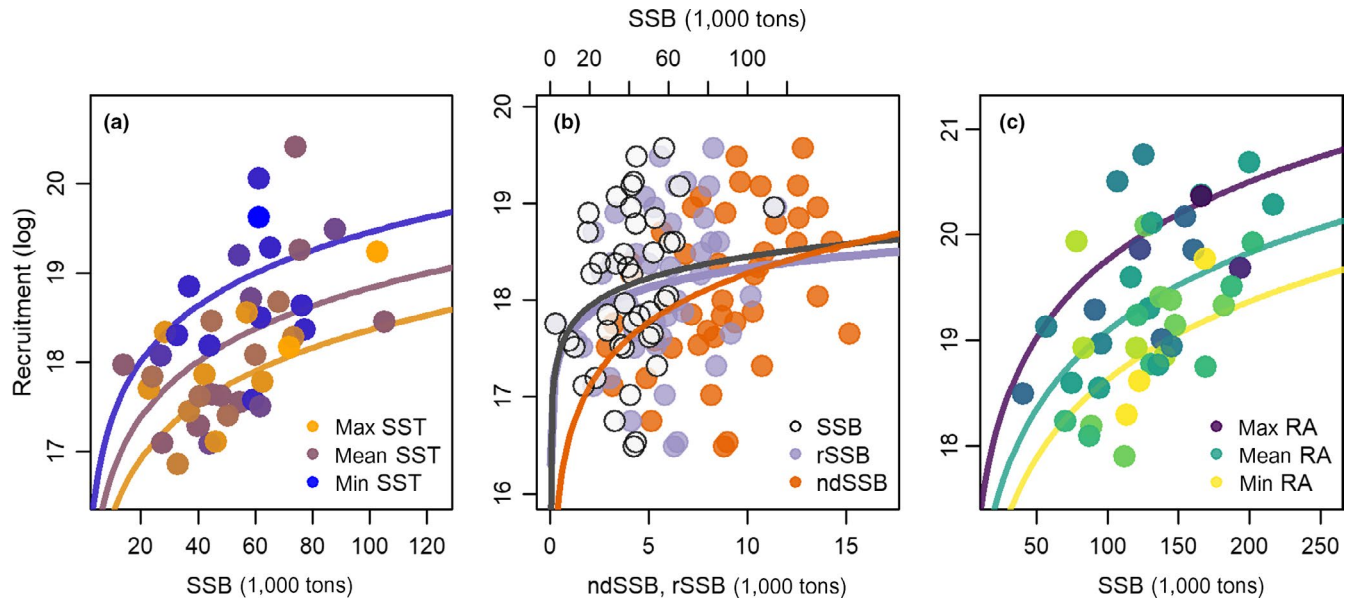 SSB (1,000 tons)
0 20 60 100
(a)
(b)
(c)
Recruitment (log)
20
19
18
17
20
19
18
17
16
21
20
19
18
Max SST
Mean SST
Min SST
SSB
rSSB
ndSSB
Max RA
Mean RA
Min RA
20 40 60 80 100 120
0 5 10 15
50 100 150 200 250
SSB (1,000 tons)
ndSSB, rSSB (1,000 tons)
SSB (1,000 tons)